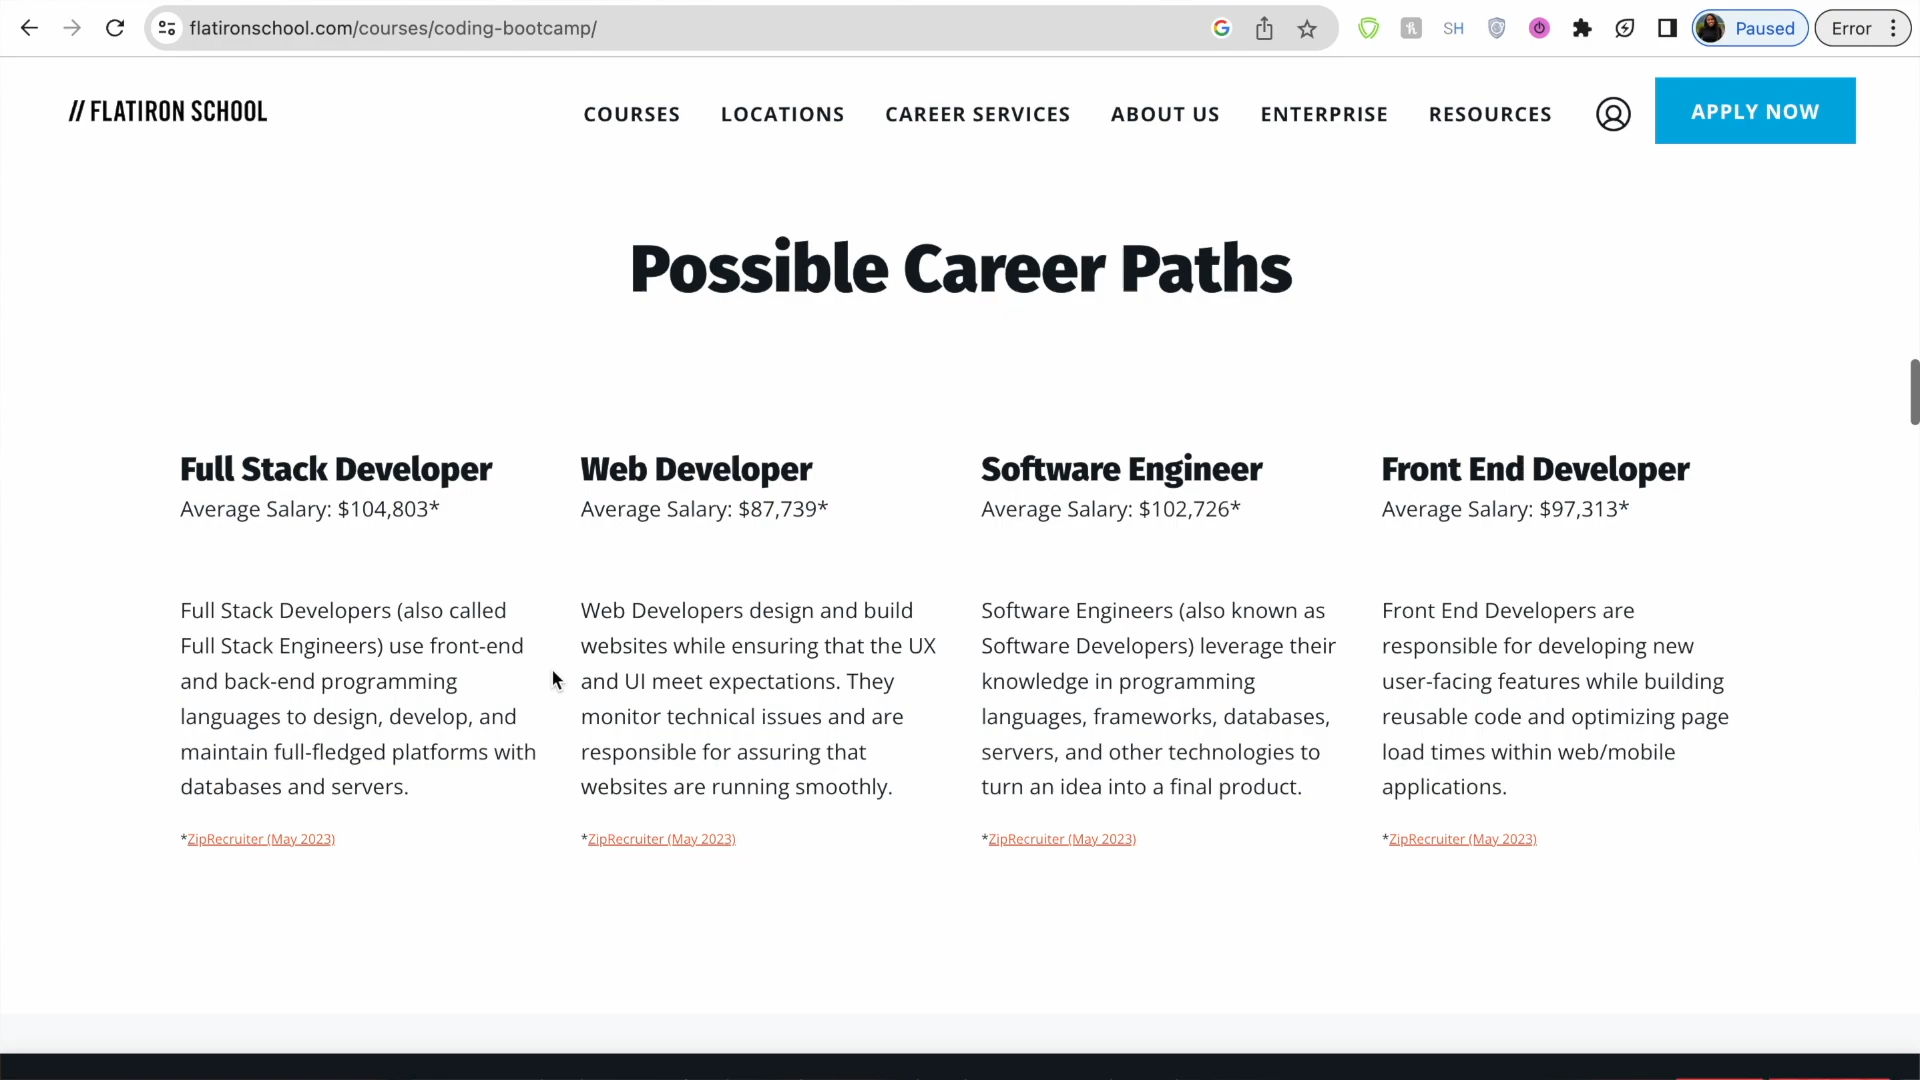 flatironschool.com/courses/coding-bootcamp/
SH
Paused
Error
// FLATIRON SCHOOL
COURSES
LOCATIONS
CAREER SERVICES
ABOUT US
ENTERPRISE
RESOURCES
APPLY NOW
Possible Career Paths
Full Stack Developer
Average Salary: $104,803*
Full Stack Developers (also called
Full Stack Engineers) use front-end
and back-end programming
languages to design, develop, and
maintain full-fledged platforms with
databases and servers.
*ZipRecruiter (May 2023)
Web Developer
Average Salary: $87,739*
Web Developers design and build
websites while ensuring that the UX
and UI meet expectations. They
monitor technical issues and are
responsible for assuring that
websites are running smoothly.
*ZipRecruiter (May 2023)
Software Engineer
Average Salary: $102,726*
Software Engineers (also known as
Software Developers) leverage their
knowledge in programming
languages, frameworks, databases,
servers, and other technologies to
turn an idea into a final product.
*ZipRecruiter (May 2023)
Front End Developer
Average Salary: $97,313*
Front End Developers are
responsible for developing new
user-facing features while building
reusable code and optimizing page
load times within web/mobile
applications.
*ZipRecruiter (May 2023)